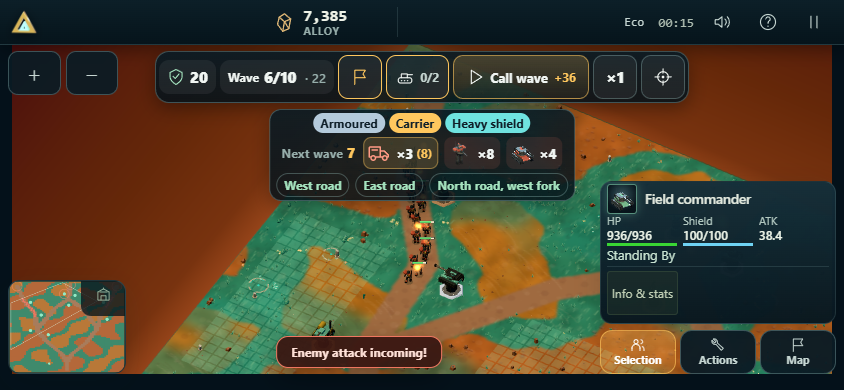 7,385
ALLOY
Eco 00:15
20
Wave 6/10 · 22
0/2
Call wave +36
×1
Armoured Carrier Heavy shield
Next wave 7 ×3 (8) ×8 ×4
West road East road North road, west fork
Field commander
HP Shield ATK
936/936 100/100 38.4
Standing By
Info & stats
Enemy attack incoming!
Selection Actions Map